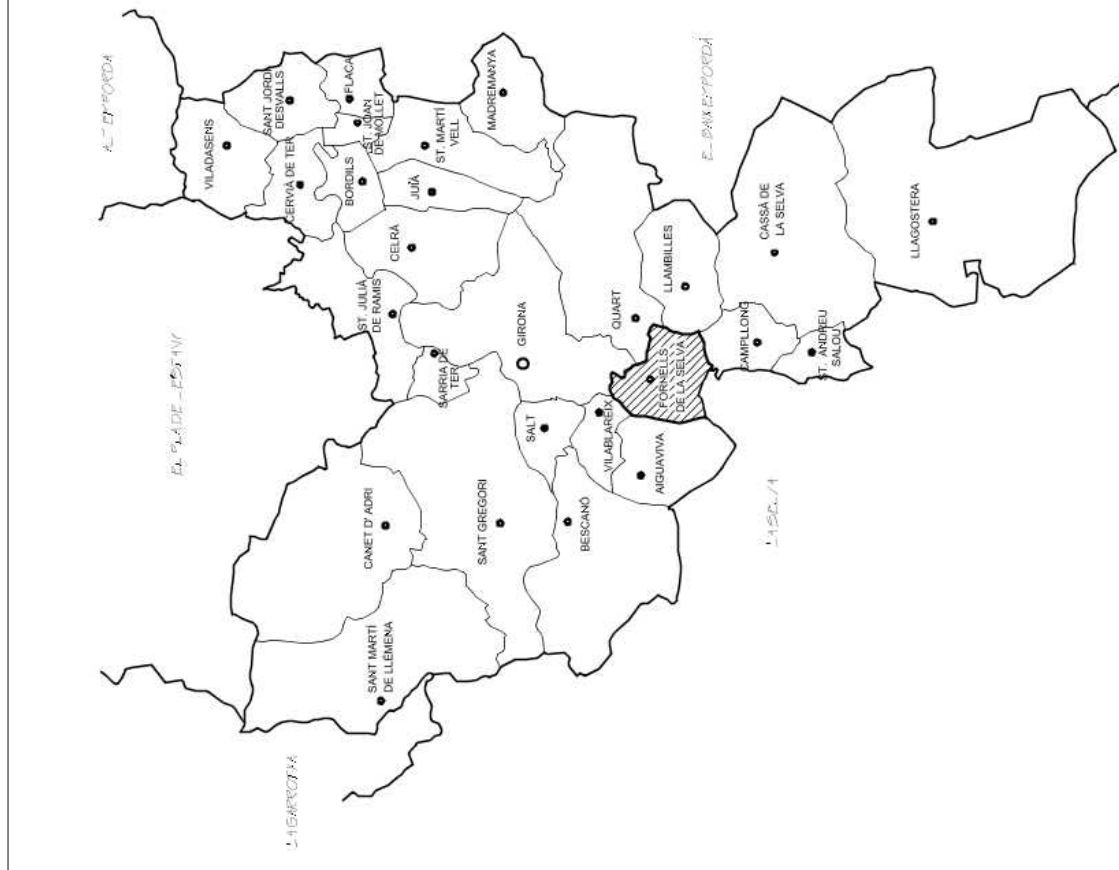 ALT EMPORDÀ
EL PLA DE L'ESTANY
VILADASENS
SANT JORDI
DESVALLS
LA GARROTXA
CERVIÀ DE TER
FLAÇA
BORDILS
ST. JOAN
DE MOLLET
ST. JULIÀ
DE RAMIS
SANT MARTÍ
DE LLÉMENA
CANET D' ADRI
CELRÀ
JUIÀ
ST. MARTÍ
VELL
SARRIA DE
TER
SANT GREGORI
MADREMANYA
GIRONA
SALT
BESCANÓ
VILABLAREIX
QUART
AIGUAVIVA
FORNELLS
DE LA SELVA
LLAMBILLES
EL BAIX EMPORDÀ
CAMPLLONG
CASSÀ DE
LA SELVA
LA SELVA
ST. ANDREU
SALOU
LLAGOSTERA